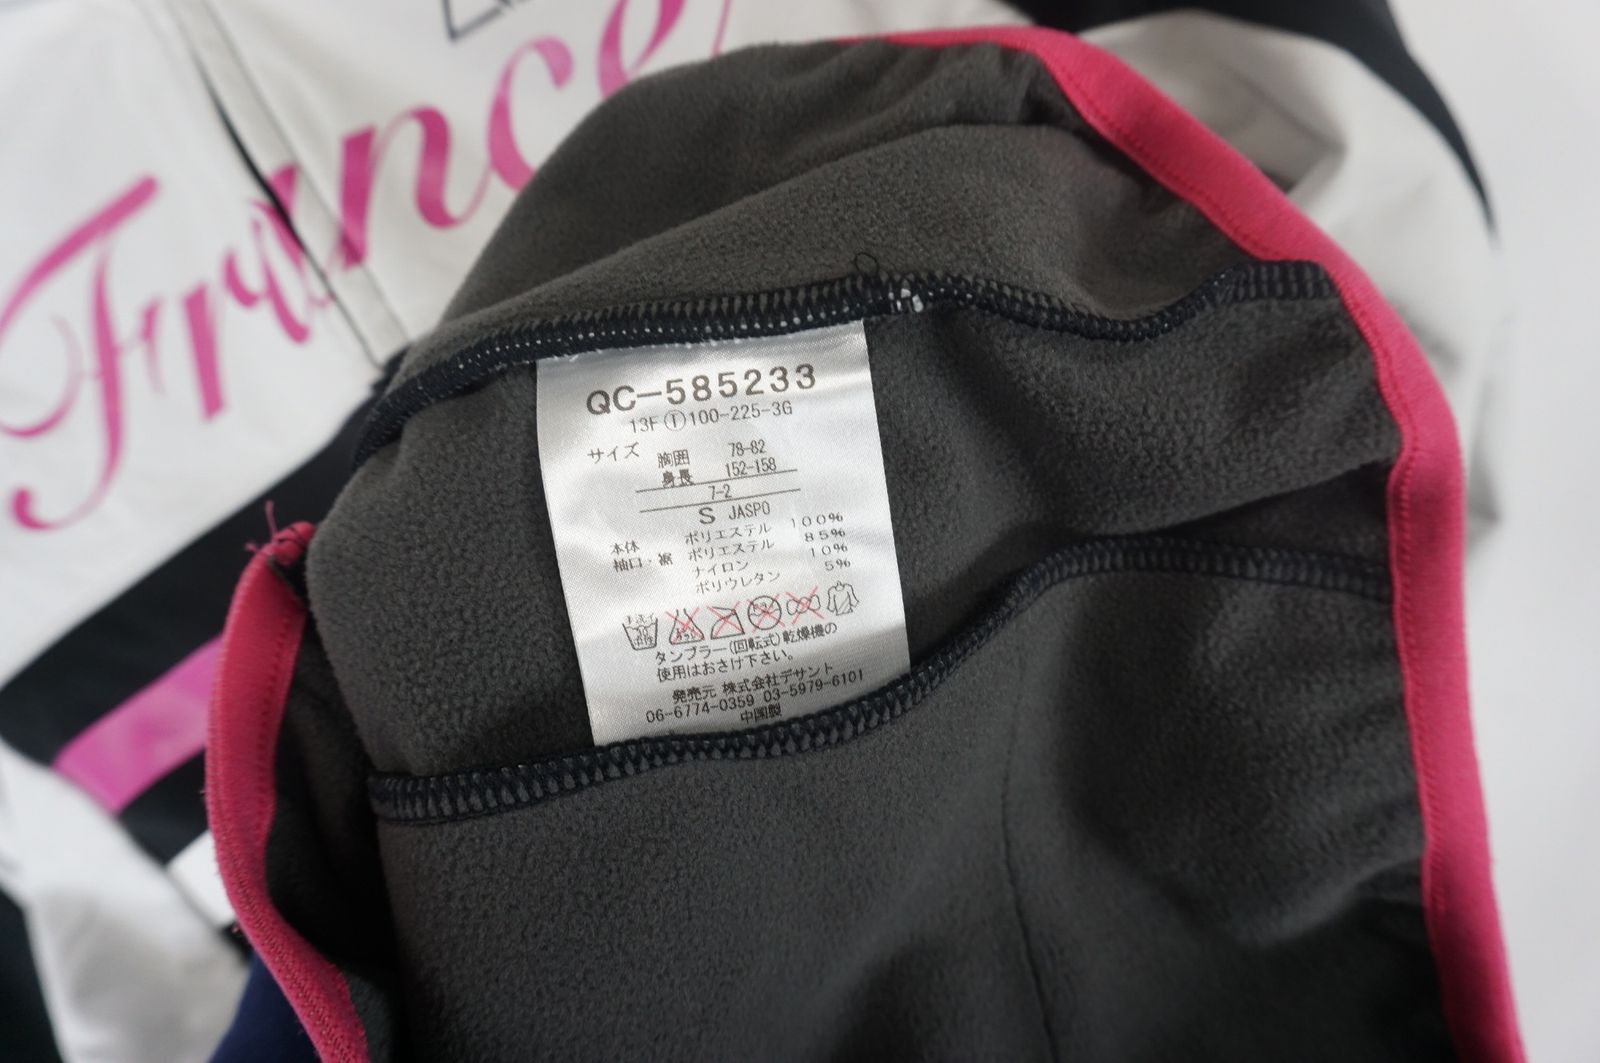 France
QC-585233
13F Ⓘ 100-225-3G
サイズ 胸囲 78-82
身長 152-158
7-2
S JASPO
本体 ポリエステル 100%
袖口・裾 ポリエステル 85%
ナイロン 10%
ポリウレタン 5%
タンブラー(回転式)乾燥機の
使用はおさけ下さい。
発売元 株式会社デサント
06-6774-0359 03-5979-6101
中国製